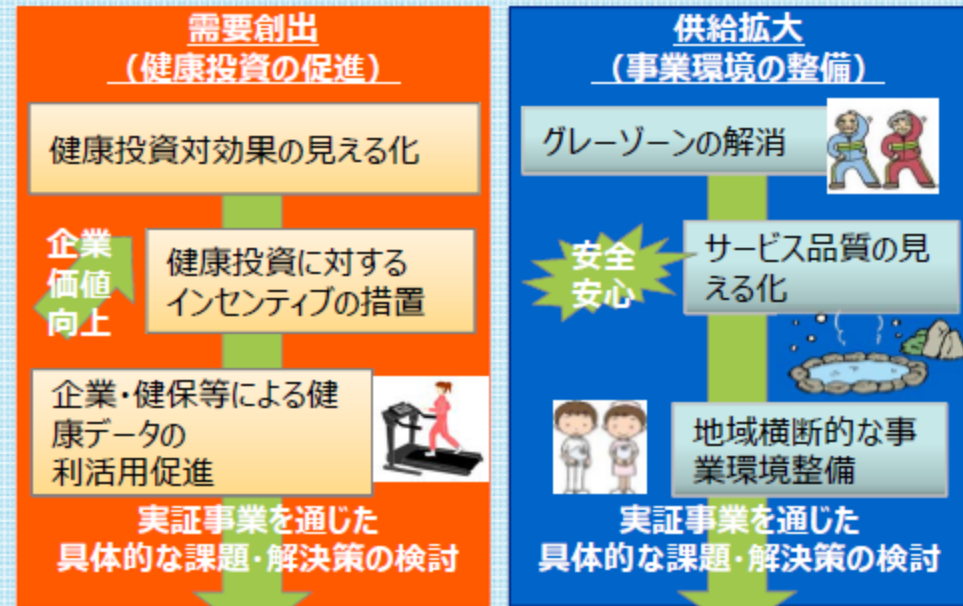 需要創出
（健康投資の促進）
健康投資対効果の見える化
企業
価値
向上
健康投資に対する
インセンティブの措置
企業・健保等による健
康データの
利活用促進
実証事業を通じた
具体的な課題・解決策の検討
供給拡大
（事業環境の整備）
グレーゾーンの解消
安全
安心
サービス品質の見
える化
地域横断的な事
業環境整備
実証事業を通じた
具体的な課題・解決策の検討